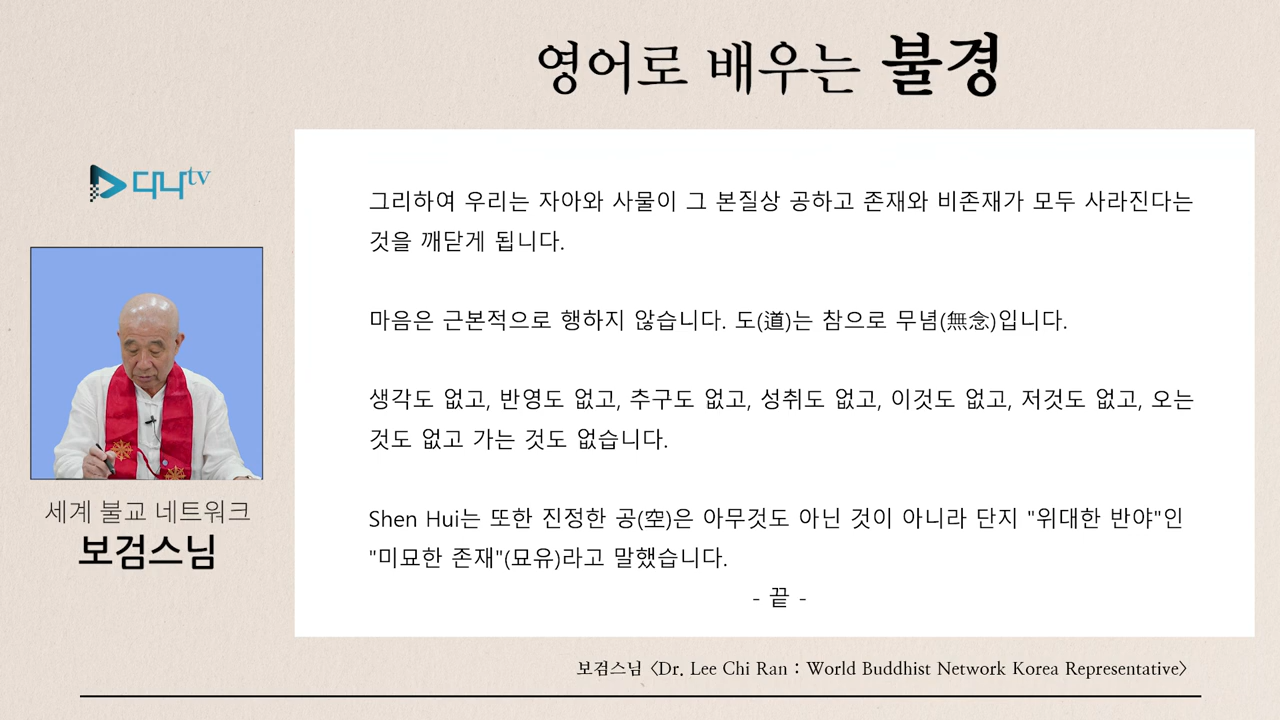 영어로 배우는 불경
디나tv
그리하여 우리는 자아와 사물이 그 본질상 공하고 존재와 비존재가 모두 사라진다는
것을 깨닫게 됩니다.
마음은 근본적으로 행하지 않습니다. 도(道)는 참으로 무념(無念)입니다.
생각도 없고, 반영도 없고, 추구도 없고, 성취도 없고, 이것도 없고, 저것도 없고, 오는
것도 없고 가는 것도 없습니다.
Shen Hui는 또한 진정한 공(空)은 아무것도 아닌 것이 아니라 단지 "위대한 반야"인
"미묘한 존재"(묘유)라고 말했습니다.
- 끝 -
세계 불교 네트워크
보검스님
보검스님 〈Dr. Lee Chi Ran : World Buddhist Network Korea Representative〉